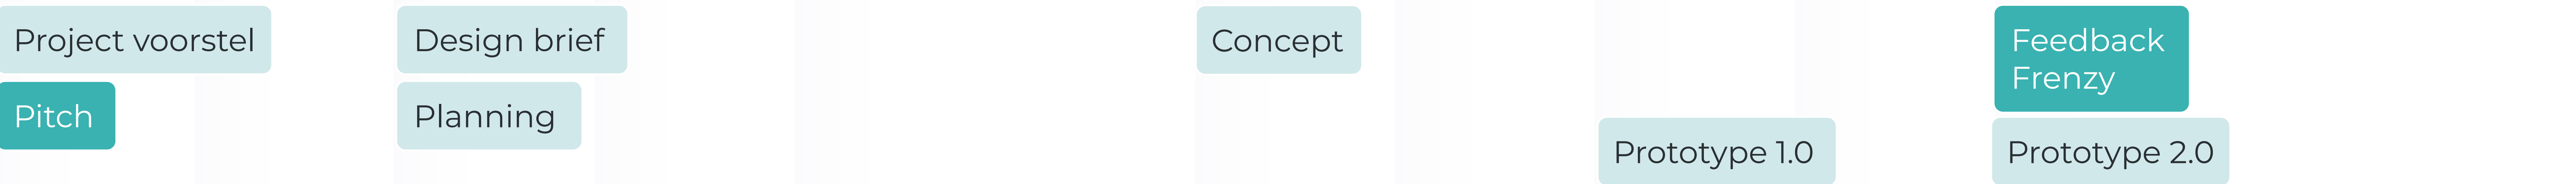 Project voorstel
Pitch
Design brief
Planning
Concept
Prototype 1.0
Feedback
Frenzy
Prototype 2.0